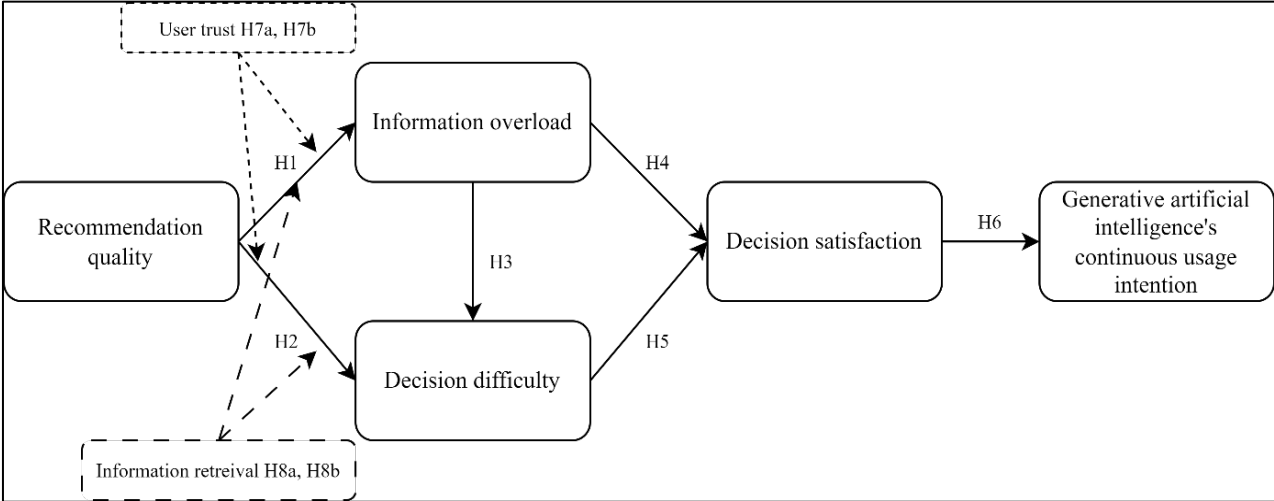 User trust H7a, H7b
Information overload
H1
H4
Recommendation
quality
H3
Decision satisfaction
H6
Generative artificial
intelligence's
continuous usage
intention
H2
H5
Decision difficulty
Information retreival H8a, H8b